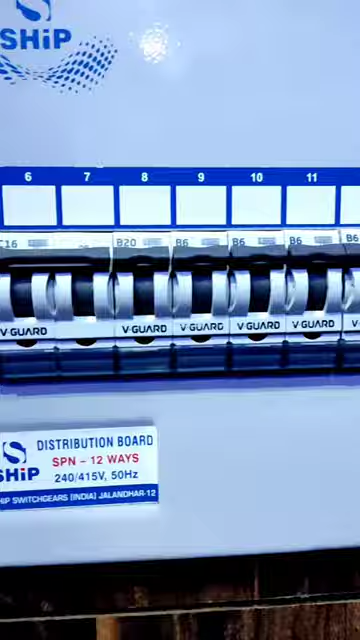 SHiP
6 7 8 9 10 11
C16 B20 B6 B6 B6 B6
V-GUARD V-GUARD V-GUARD V-GUARD V-GUARD
SHiP
DISTRIBUTION BOARD
SPN - 12 WAYS
240/415V, 50Hz
SHIP SWITCHGEARS (INDIA) JALANDHAR-12